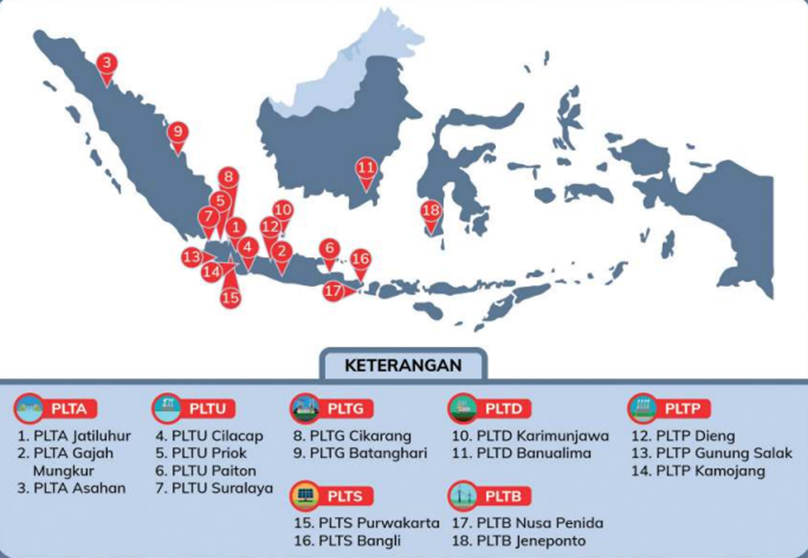 3
9
8
11
5
10
18
7
12
1
4
2
6
16
13
14
17
15
KETERANGAN
PLTA
1. PLTA Jatiluhur
2. PLTA Gajah
Mungkur
3. PLTA Asahan
PLTU
4. PLTU Cilacap
5. PLTU Priok
6. PLTU Paiton
7. PLTU Suralaya
PLTG
8. PLTG Cikarang
9. PLTG Batanghari
PLTS
15. PLTS Purwakarta
16. PLTS Bangli
PLTD
10. PLTD Karimunjawa
11. PLTD Banualima
PLTB
17. PLTB Nusa Penida
18. PLTB Jeneponto
PLTP
12. PLTP Dieng
13. PLTP Gunung Salak
14. PLTP Kamojang